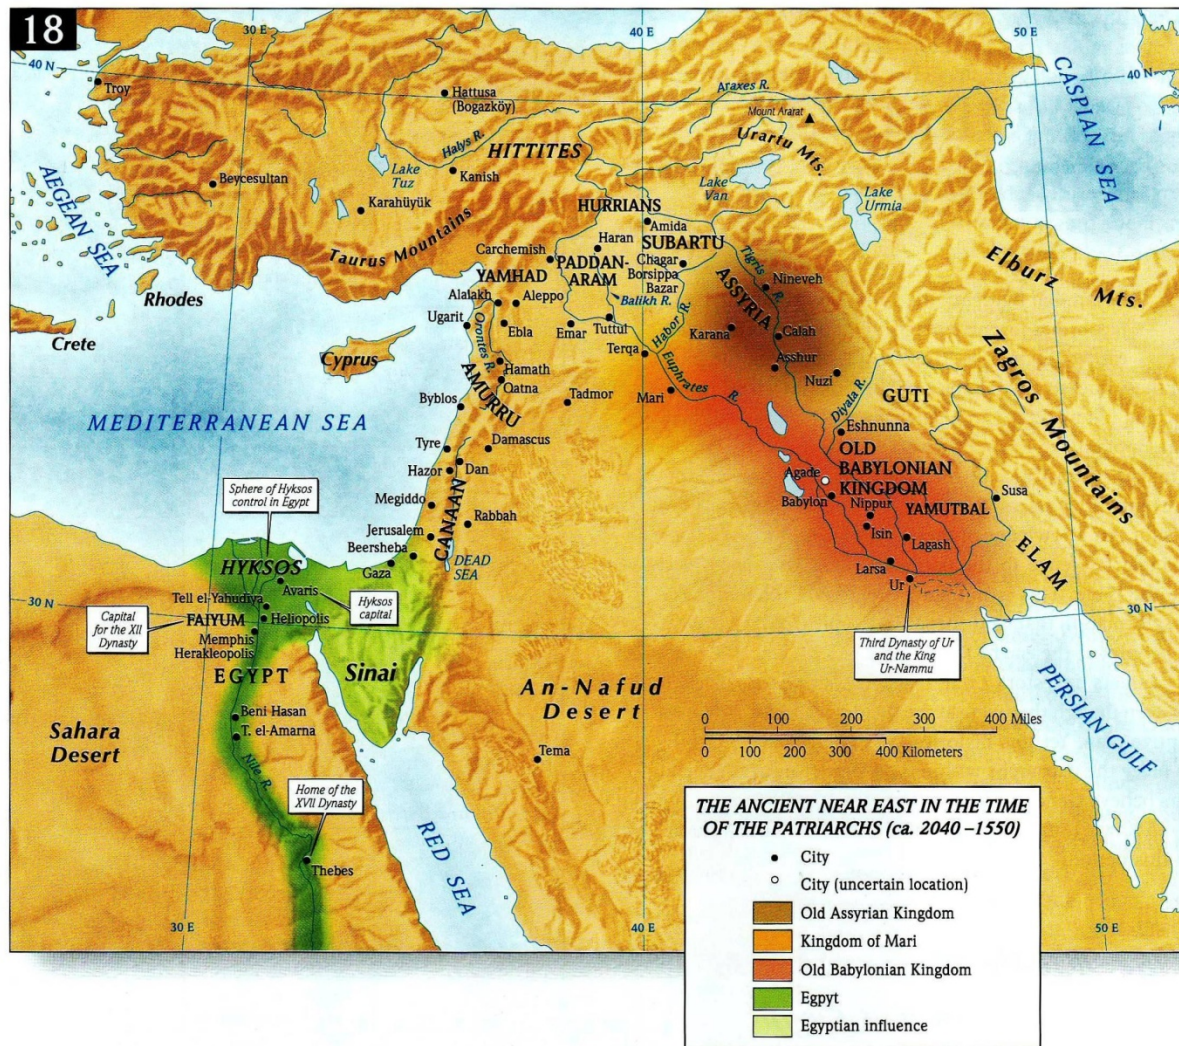 18
40 N
50 E
40 N
CASPIAN SEA
Troy
Hattusa
(Bogazköy)
Araxes R.
Mount Ararat
Urartu Mts.
Halys R.
HITTITES
Lake
Tuz
Kanish
Beycesultan
Karahüyük
AEGEAN SEA
Taurus Mountains
Lake
Van
Lake
Urmia
HURRIANS
Amida
Haran
SUBARTU
Carchemish
PADDAN-
ARAM
Chagar
Borsippa
Bazar
YAMHAD
Balikh R.
Habor R.
Tigris R.
ASSYRIA
Nineveh
Elburz Mts.
Rhodes
Crete
Alalakh
Aleppo
Ugarit
Orontes R.
Ebla
Emar
Tuttul
Terqa
Karana
Calah
Asshur
Nuzi
Zagros Mountains
Cyprus
Hamath
Qatna
AMURRU
Tadmor
Mari
Euphrates R.
Diyala R.
GUTI
Byblos
MEDITERRANEAN SEA
Eshnunna
Tyre
Damascus
Hazor
Dan
OLD
BABYLONIAN
KINGDOM
Agade
Babylon
Nippur
YAMUTBAL
Susa
Isin
Lagash
Larsa
Ur
ELAM
Megiddo
Rabbah
CANAAN
Jerusalem
Beersheba
Gaza
DEAD
SEA
Sphere of Hyksos
control in Egypt
HYKSOS
Avaris
Hyksos
capital
30 N
Tell el-Yahudiya
Capital
for the XII
Dynasty
FAIYUM
Heliopolis
Memphis
Herakleopolis
EGYPT
Sinai
30 N
Third Dynasty of Ur
and the King
Ur-Nammu
An-Nafud
Desert
PERSIAN GULF
Sahara
Desert
Beni Hasan
T. el-Amarna
Nile R.
Tema
0 100 200 300 400 Miles
0 100 200 300 400 Kilometers
Home of the
XVII Dynasty
Thebes
RED SEA
30 E
40 E
50 E
THE ANCIENT NEAR EAST IN THE TIME
OF THE PATRIARCHS (ca. 2040 –1550)
City
City (uncertain location)
Old Assyrian Kingdom
Kingdom of Mari
Old Babylonian Kingdom
Egpyt
Egyptian influence